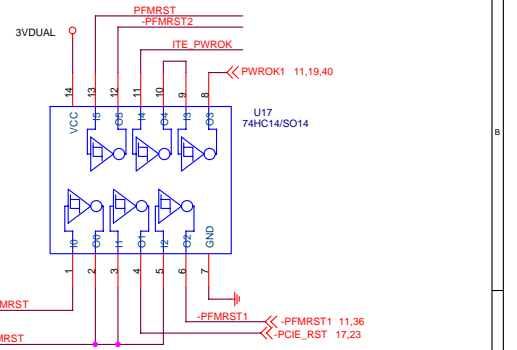 PFMRST
-PFMRST2
3VDUAL
ITE_PWROK
PWROK1 11,19,40
14 13 12 11 10 9 8
U17
74HC14/SO14
VCC I5 O5 I4 O4 I3 O3
B
I0 O0 I1 O1 I2 O2 GND
1 2 3 4 5 6 7
MRST
-PFMRST1
-PFMRST1 11,36
-PCIE_RST 17,23
MRST